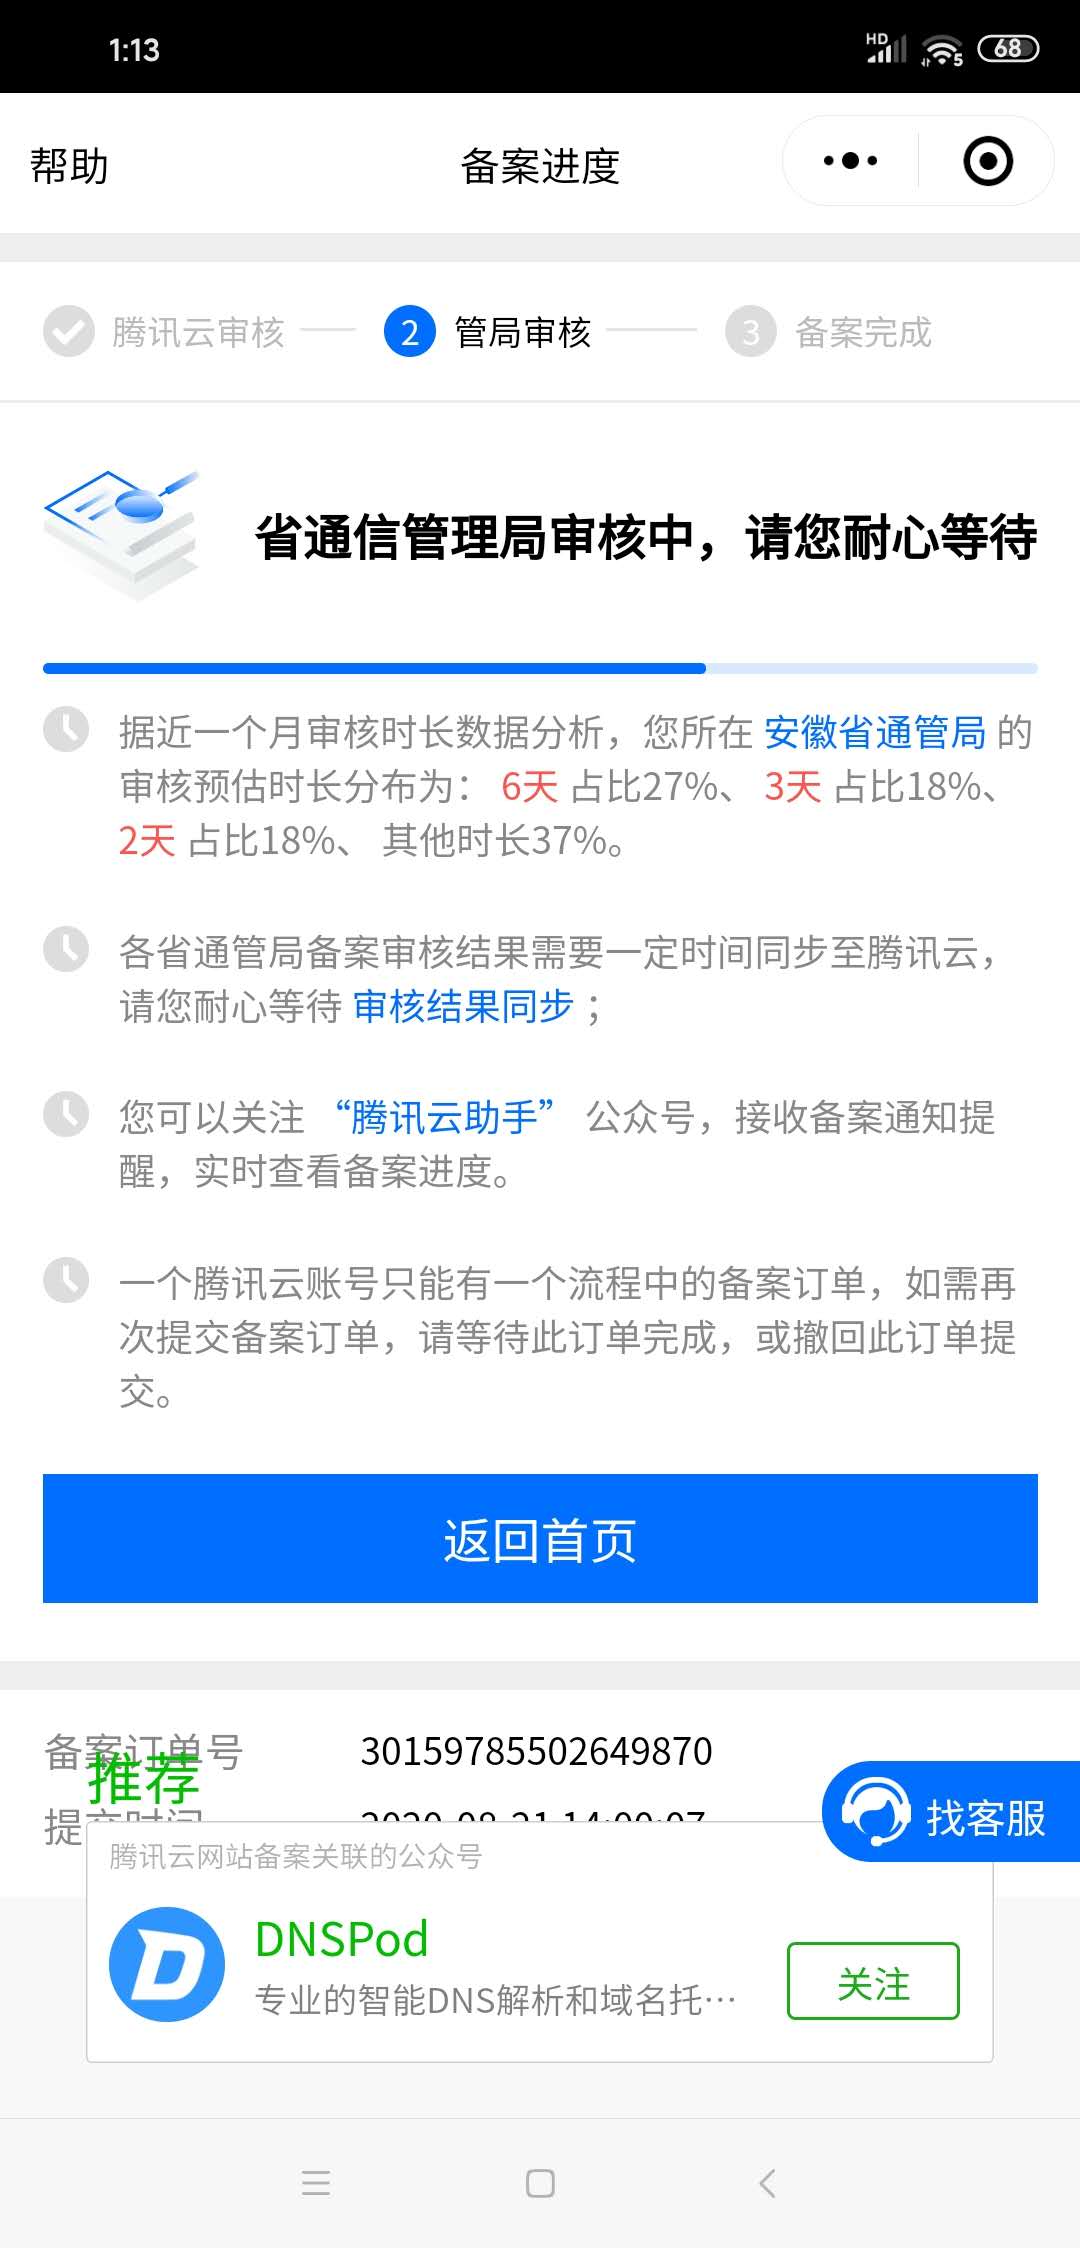 1:13
HD
5
68
帮助
备案进度
腾讯云审核
2 管局审核
3 备案完成
省通信管理局审核中，请您耐心等待
据近一个月审核时长数据分析，您所在 安徽省通管局 的
审核预估时长分布为： 6天 占比27%、 3天 占比18%、
2天 占比18%、 其他时长37%。
各省通管局备案审核结果需要一定时间同步至腾讯云，
请您耐心等待 审核结果同步；
您可以关注 “腾讯云助手” 公众号，接收备案通知提
醒，实时查看备案进度。
一个腾讯云账号只能有一个流程中的备案订单，如需再
次提交备案订单，请等待此订单完成，或撤回此订单提
交。
返回首页
备案订单号 30159785502649870
推荐
提交时间 2020-08-21 14:00:07
找客服
腾讯云网站备案关联的公众号
DNSPod
专业的智能DNS解析和域名托…
关注